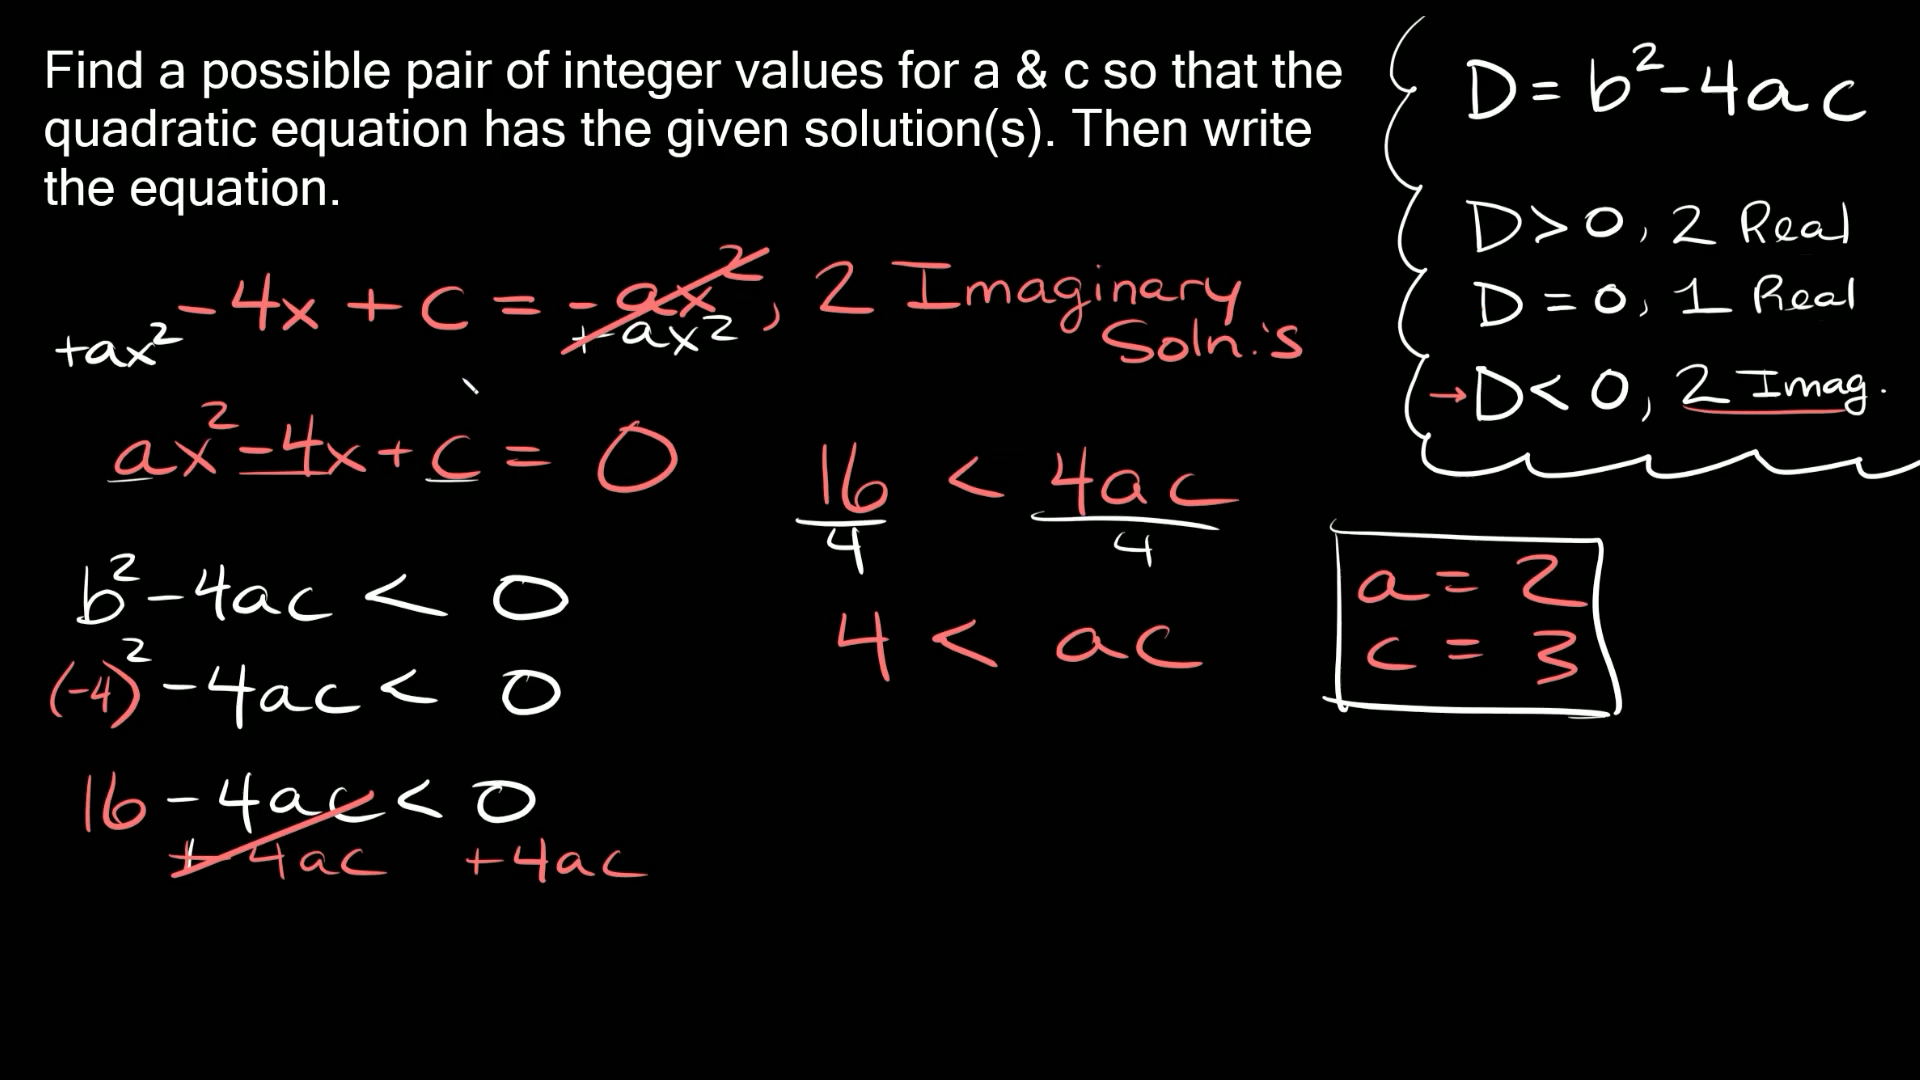 Find a possible pair of integer values for a & c so that the
quadratic equation has the given solution(s). Then write
the equation.
-4x + c = -ax², 2 Imaginary
Soln.'s
+ax² +ax²
ax² -4x + c = 0
b² - 4ac < 0
(-4)² - 4ac < 0
16 - 4ac < 0
+4ac +4ac
16 < 4ac
4 4
4 < ac
a = 2
c = 3
D = b² - 4ac
D > 0, 2 Real
D = 0, 1 Real
→ D < 0, 2 Imag.